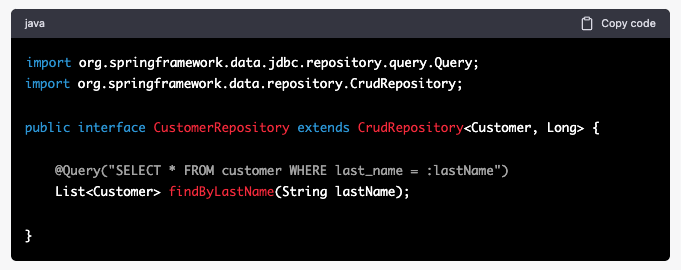 java
Copy code
import org.springframework.data.jdbc.repository.query.Query;
import org.springframework.data.repository.CrudRepository;
public interface CustomerRepository extends CrudRepository<Customer, Long> {
@Query("SELECT * FROM customer WHERE last_name = :lastName")
List<Customer> findByLastName(String lastName);
}